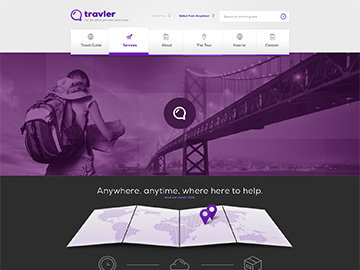 travler
Select from dropdown
Travel Guide
Services
About
The Tour
How-to
Contact
Anywhere, anytime, where here to help.